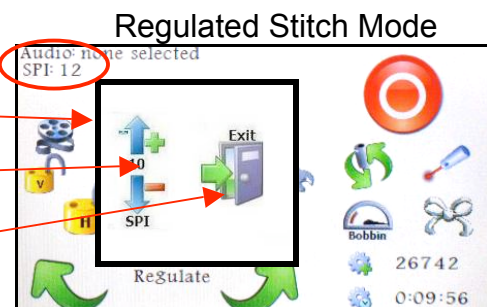 Regulated Stitch Mode
Audio: none selected
SPI: 12
Exit
10
SPI
V
H
Bobbin
Regulate
26742
0:09:56